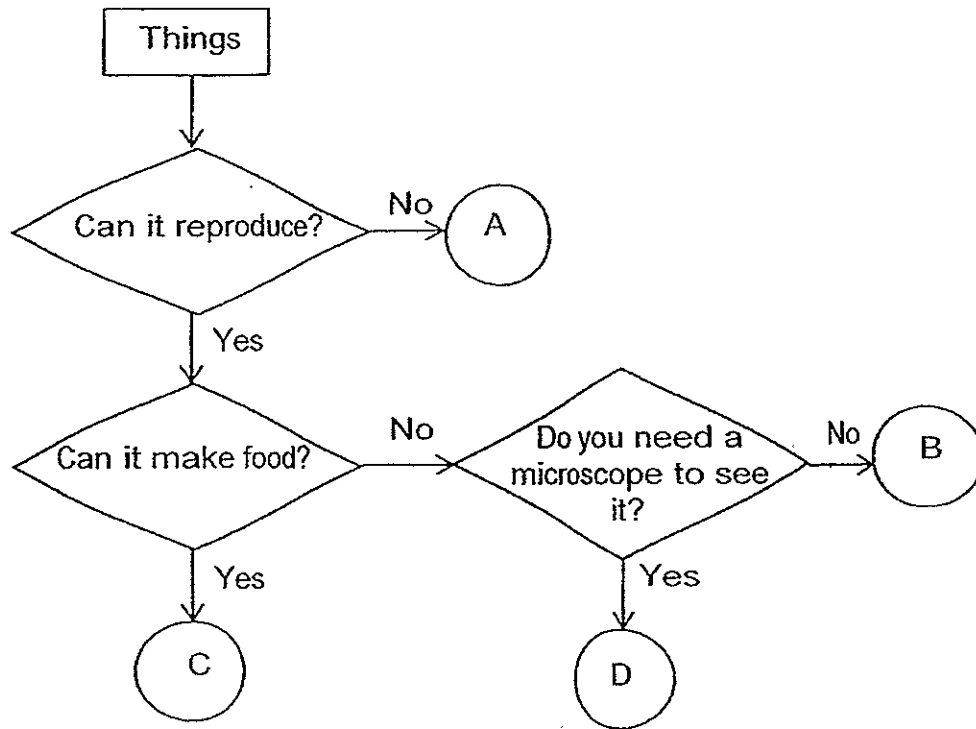 Things
Can it reproduce?
No
A
Yes
Can it make food?
No
Do you need a
microscope to see
it?
No
B
Yes
C
Yes
D